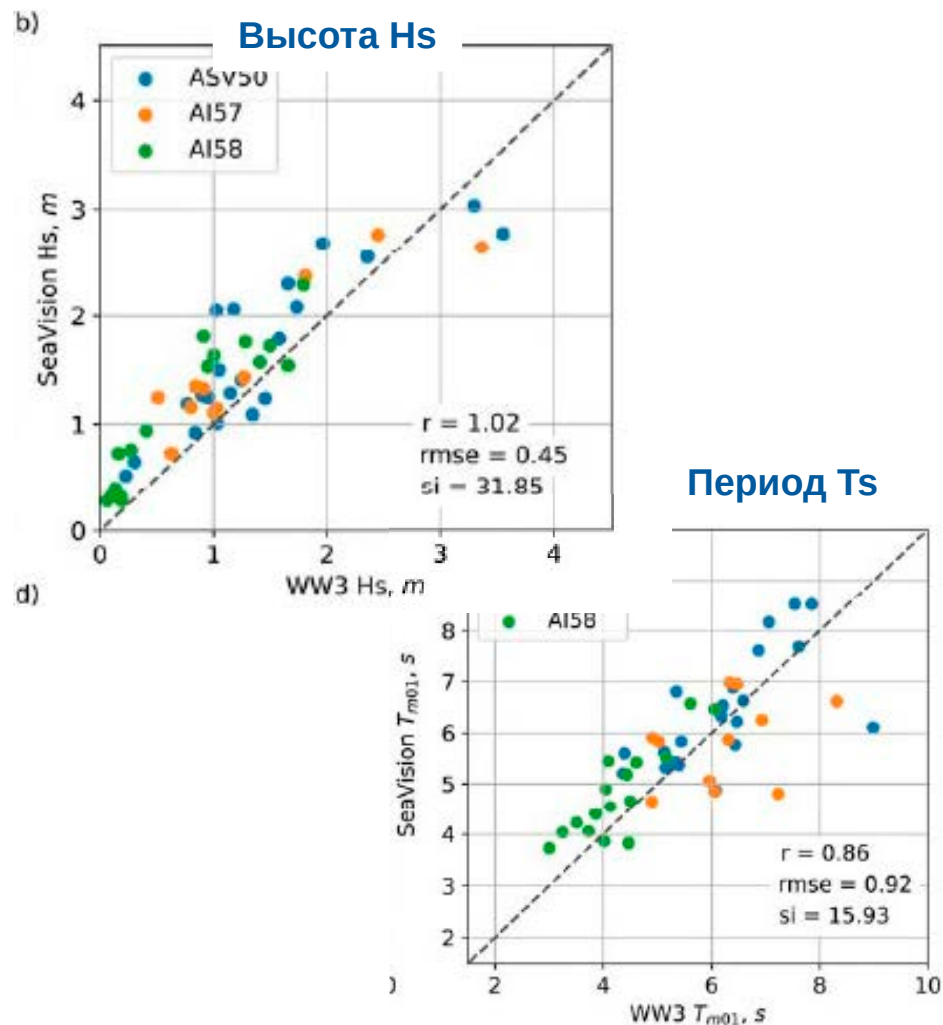 b)
Высота Hs
ASV50
AI57
AI58
4
3
2
1
0
SeaVision Hs, m
r = 1.02
rmse = 0.45
si = 31.85
0 1 2 3 4
WW3 Hs, m
Период Ts
d)
AI58
8
7
6
5
4
3
2
SeaVision Tm01, s
r = 0.86
rmse = 0.92
si = 15.93
2 4 6 8 10
WW3 Tm01, s